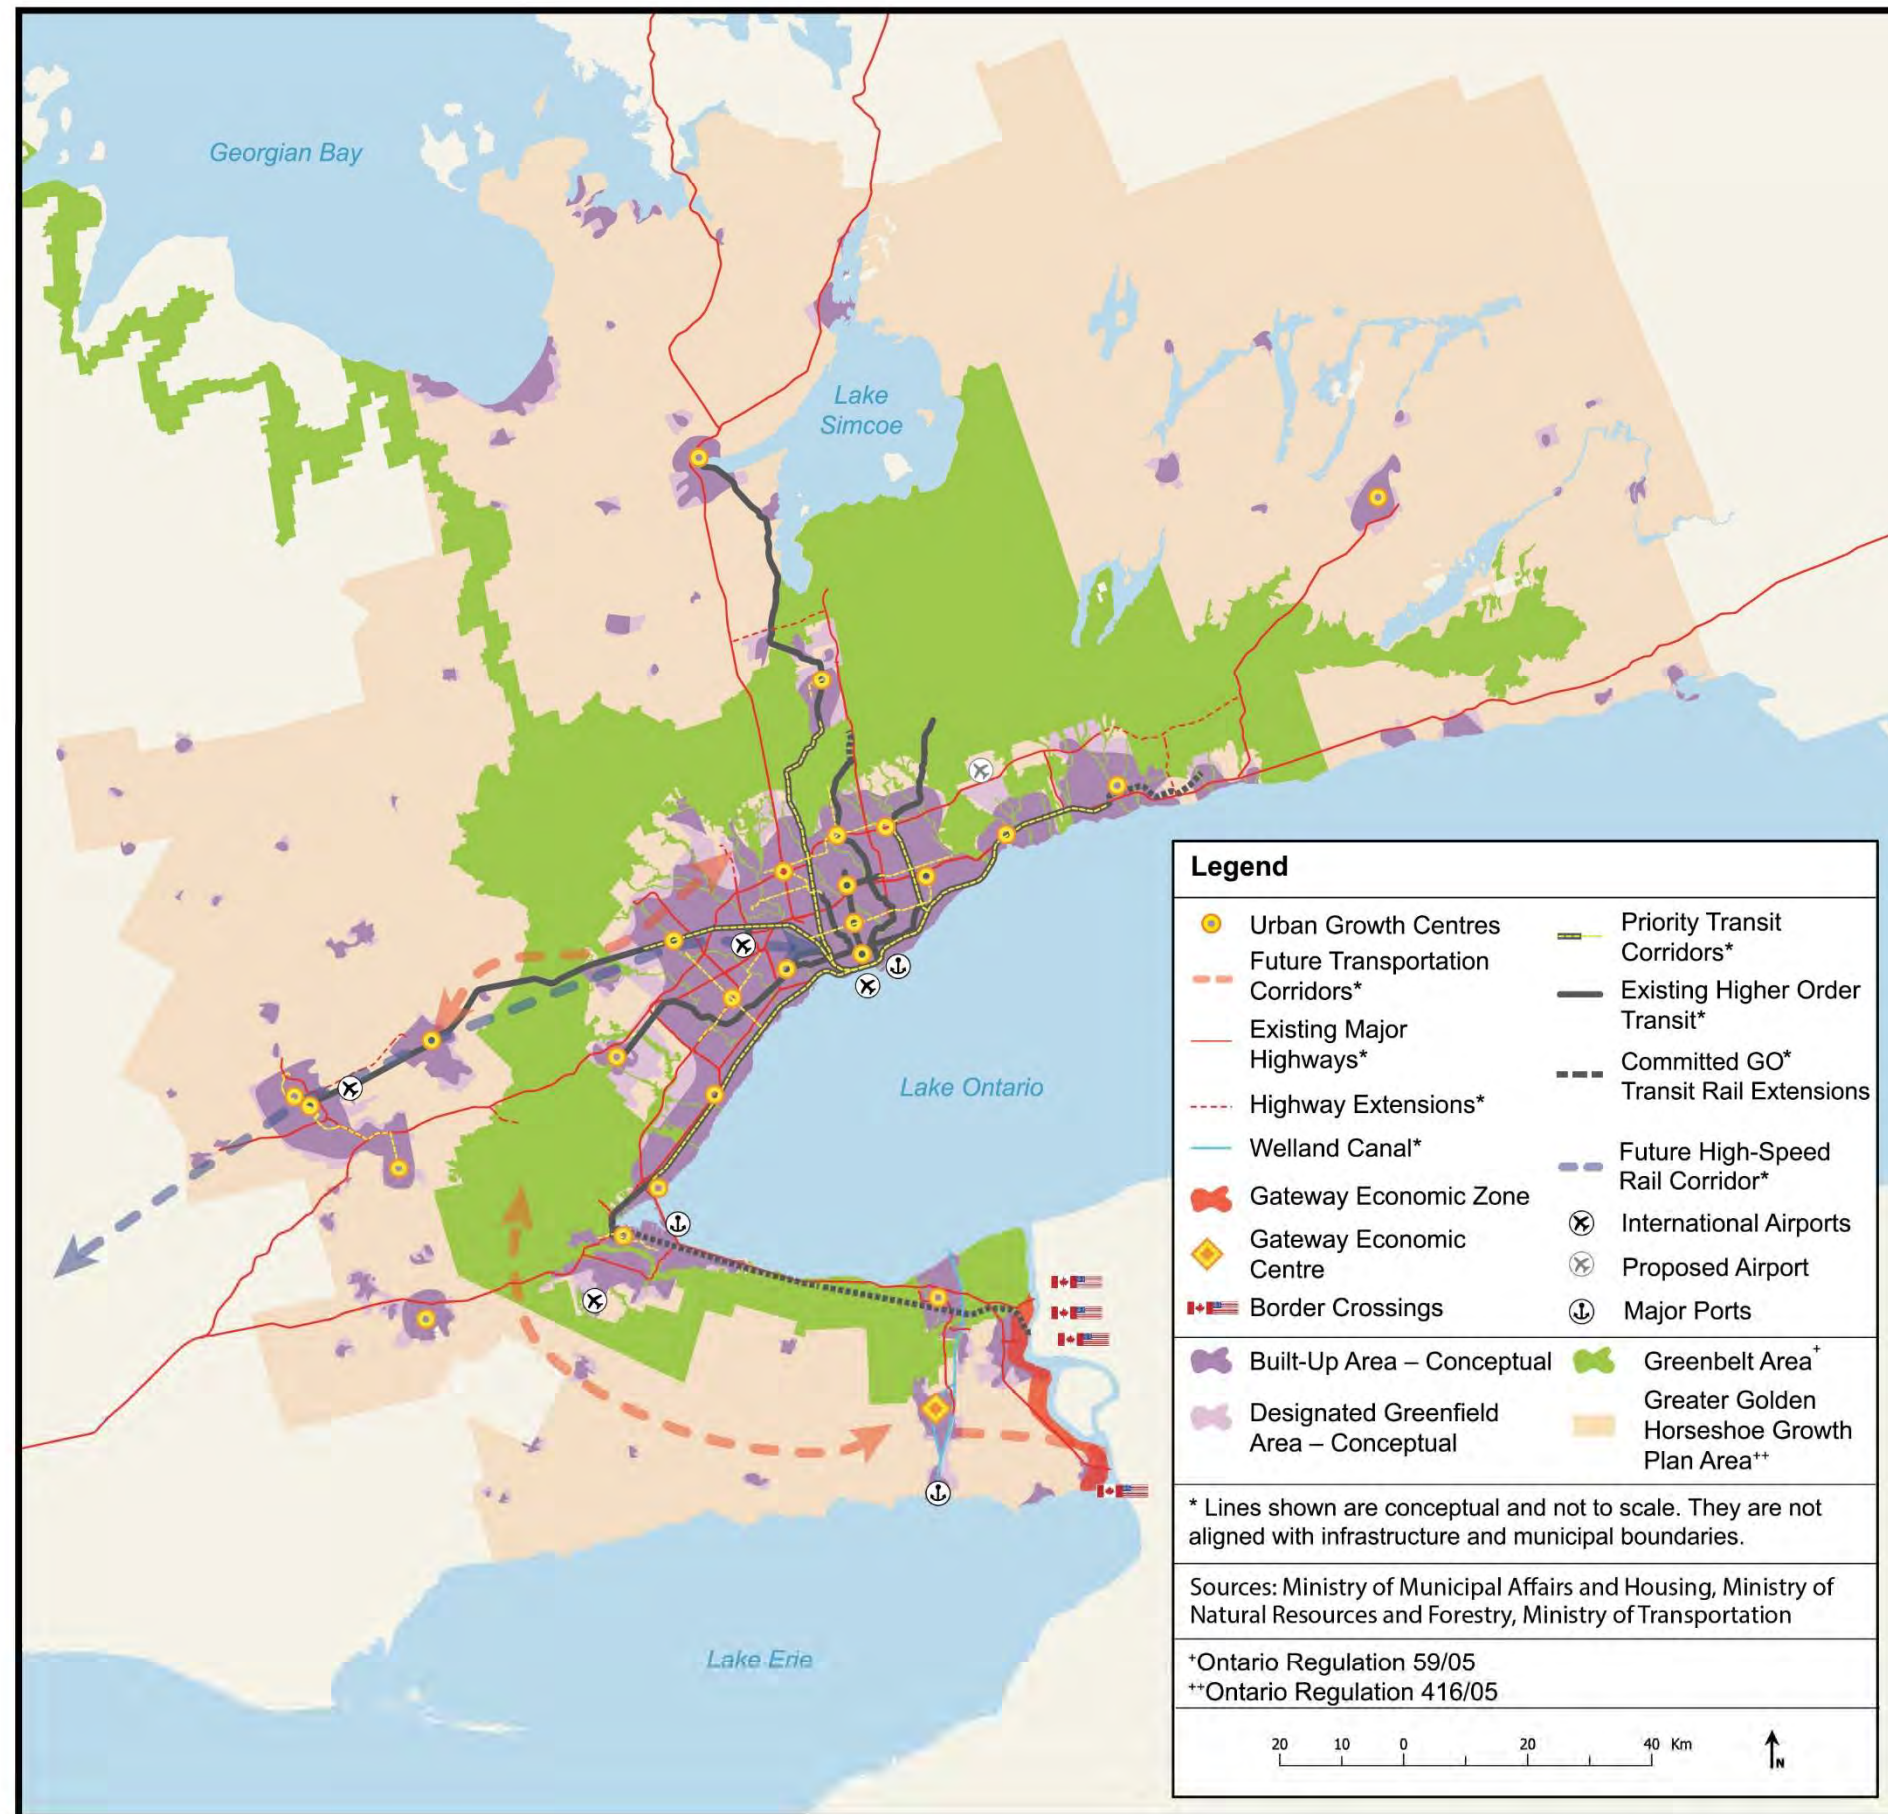 Georgian Bay
Lake
Simcoe
Lake Ontario
Lake Erie
Legend
Urban Growth Centres
Future Transportation
Corridors*
Existing Major
Highways*
Highway Extensions*
Welland Canal*
Gateway Economic Zone
Gateway Economic
Centre
Border Crossings
Priority Transit
Corridors*
Existing Higher Order
Transit*
Committed GO*
Transit Rail Extensions
Future High-Speed
Rail Corridor*
International Airports
Proposed Airport
Major Ports
Built-Up Area – Conceptual
Designated Greenfield
Area – Conceptual
Greenbelt Area+
Greater Golden
Horseshoe Growth
Plan Area++
* Lines shown are conceptual and not to scale. They are not
aligned with infrastructure and municipal boundaries.
Sources: Ministry of Municipal Affairs and Housing, Ministry of
Natural Resources and Forestry, Ministry of Transportation
+Ontario Regulation 59/05
++Ontario Regulation 416/05
20 10 0 20 40 Km
N